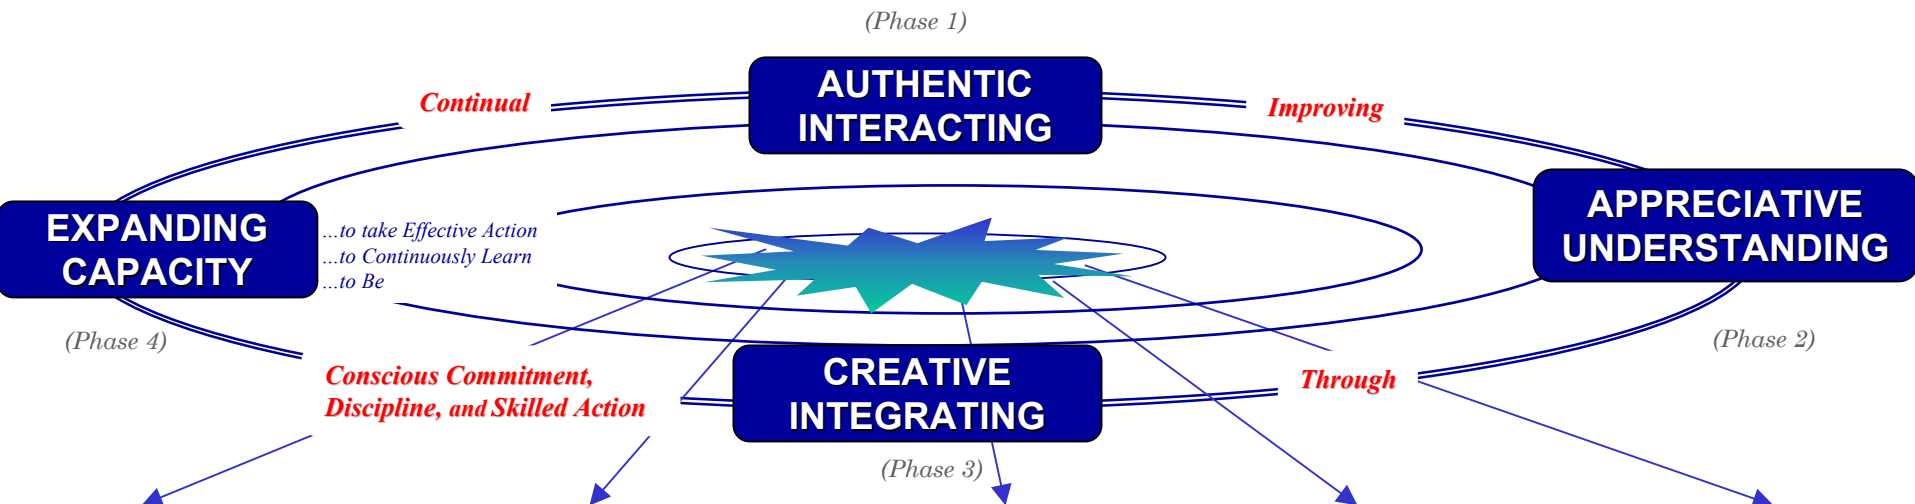 (Phase 1)
AUTHENTIC
INTERACTING
Continual
Improving
APPRECIATIVE
UNDERSTANDING
EXPANDING
CAPACITY
...to take Effective Action
...to Continuously Learn
...to Be
(Phase 4)
(Phase 2)
Conscious Commitment,
Discipline, and Skilled Action
CREATIVE
INTEGRATING
Through
(Phase 3)